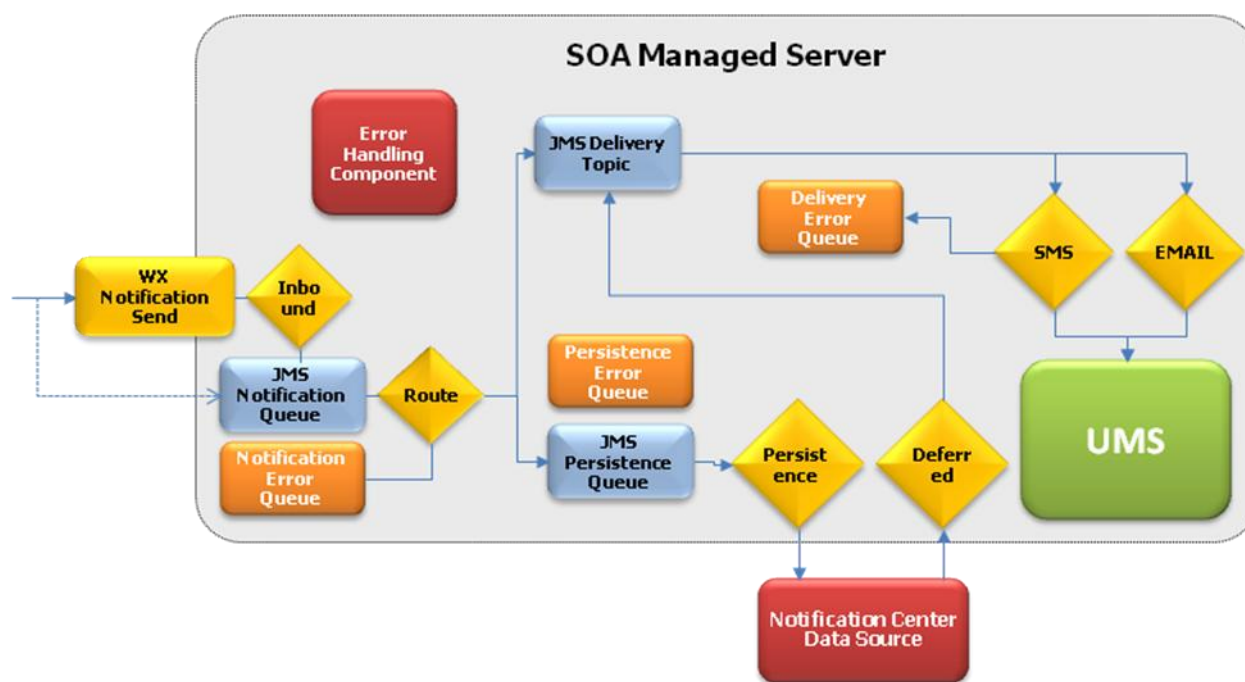 SOA Managed Server
Error
Handling
Component
JMS Delivery
Topic
Delivery
Error
Queue
SMS
EMAIL
WX
Notification
Send
Inbo
und
JMS
Notification
Queue
Route
Notification
Error
Queue
Persistence
Error
Queue
JMS
Persistence
Queue
Persist
ence
Deferr
ed
UMS
Notification Center
Data Source